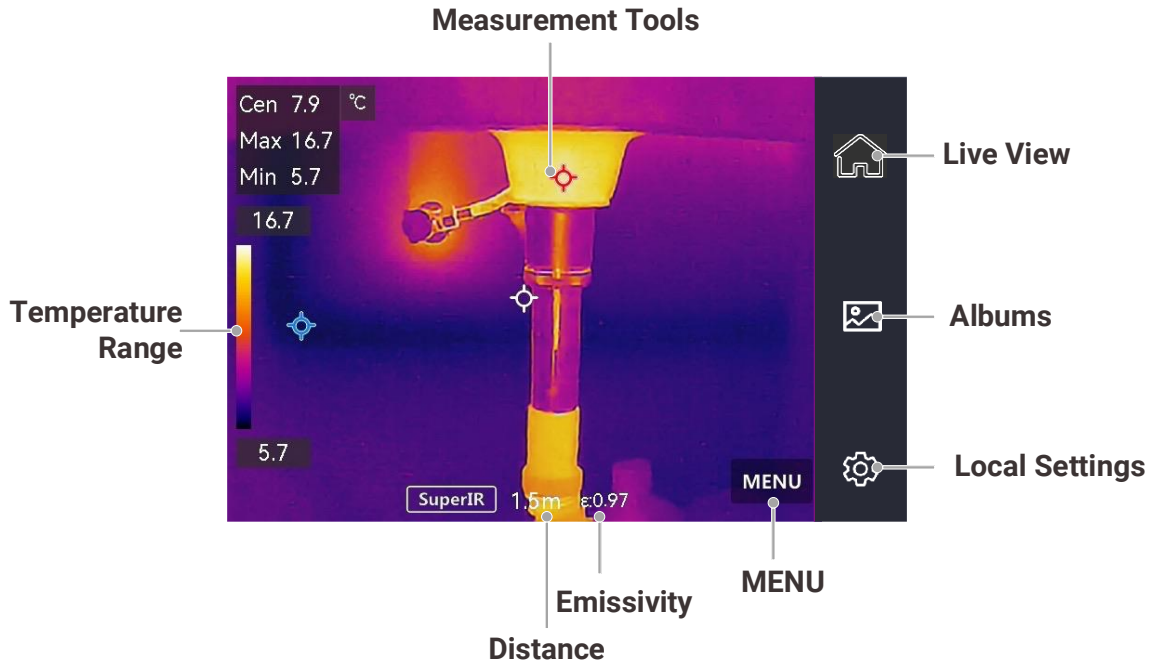 Measurement Tools
Cen 7.9 °C
Max 16.7
Min 5.7
16.7
Temperature
Range
5.7
SuperIR 1.5m ε:0.97
MENU
Live View
Albums
Local Settings
MENU
Emissivity
Distance